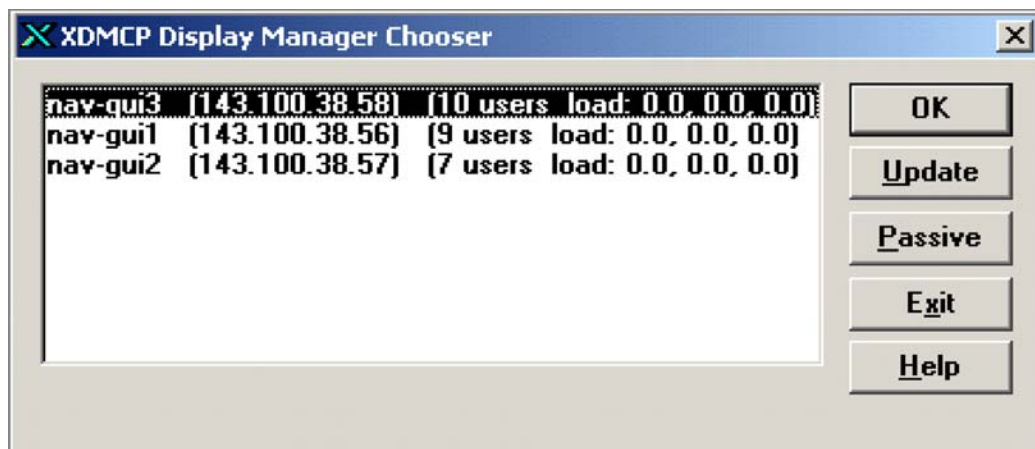 XDMCP Display Manager Chooser
nav-gui3 (143.100.38.58) (10 users load: 0.0, 0.0, 0.0)
nav-gui1 (143.100.38.56) (9 users load: 0.0, 0.0, 0.0)
nav-gui2 (143.100.38.57) (7 users load: 0.0, 0.0, 0.0)
OK
Update
Passive
Exit
Help